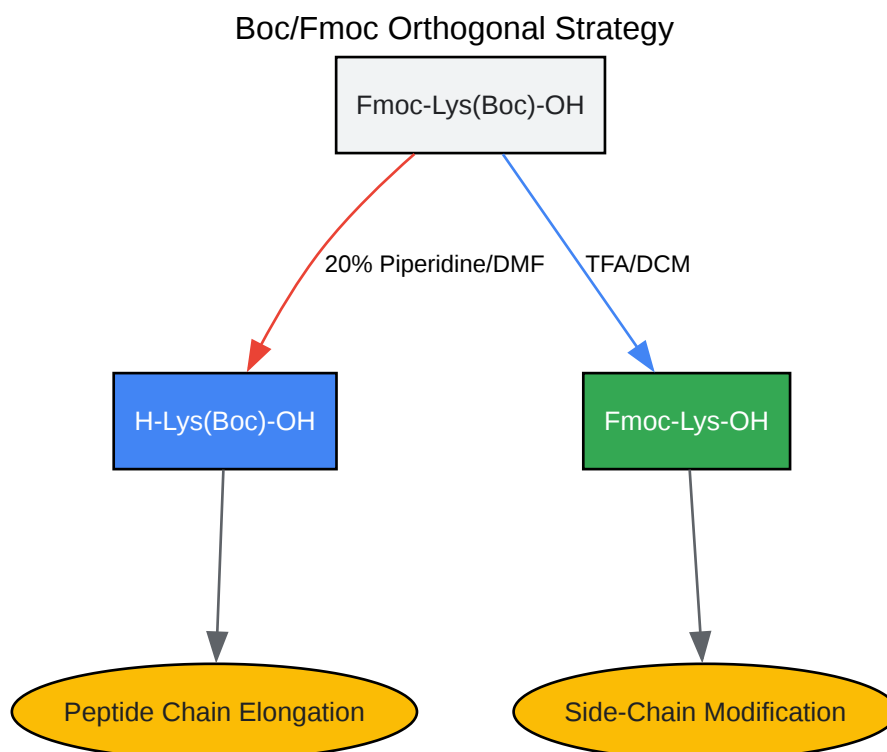 Boc/Fmoc Orthogonal Strategy
Fmoc-Lys(Boc)-OH
20% Piperidine/DMF
TFA/DCM
H-Lys(Boc)-OH
Fmoc-Lys-OH
Peptide Chain Elongation
Side-Chain Modification